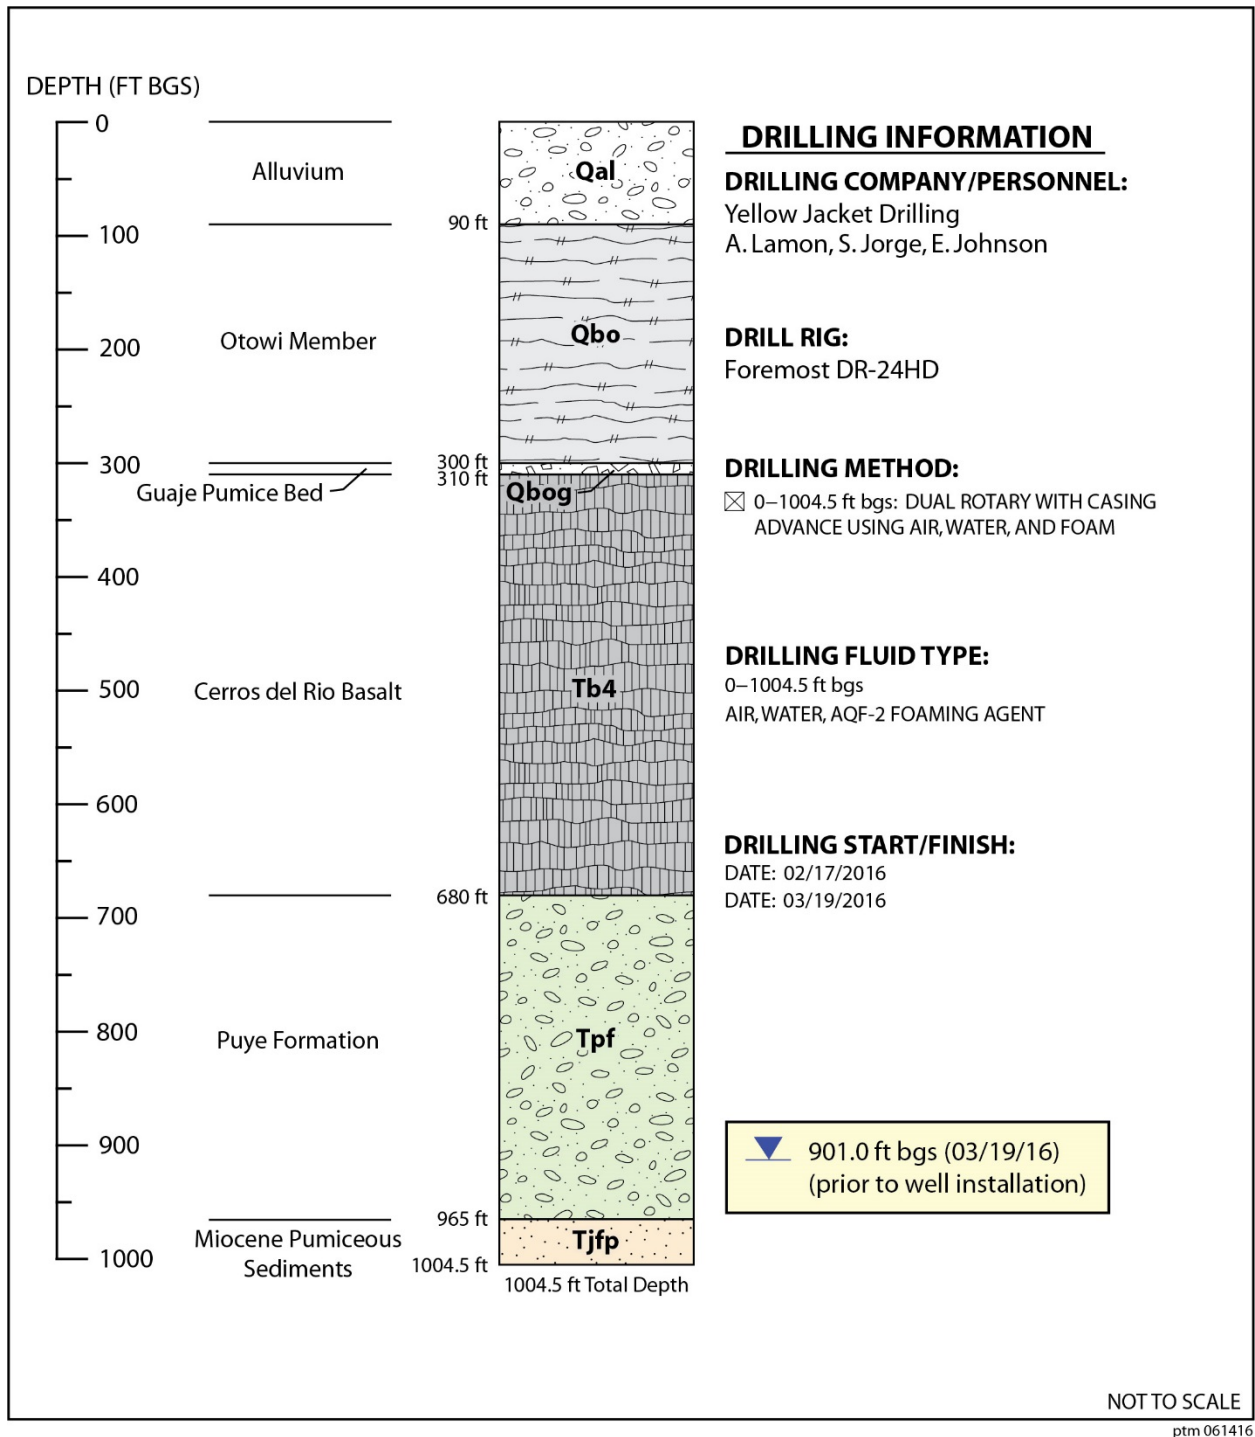 DEPTH (FT BGS)
0
100
200
300
400
500
600
700
800
900
1000
Alluvium
Otowi Member
Guaje Pumice Bed
Cerros del Rio Basalt
Puye Formation
Miocene Pumiceous
Sediments
90 ft
300 ft
310 ft
680 ft
965 ft
1004.5 ft
Qal
Qbo
Qbog
Tb4
Tpf
Tjfp
1004.5 ft Total Depth
DRILLING INFORMATION
DRILLING COMPANY/PERSONNEL:
Yellow Jacket Drilling
A. Lamon, S. Jorge, E. Johnson
DRILL RIG:
Foremost DR-24HD
DRILLING METHOD:
0–1004.5 ft bgs: DUAL ROTARY WITH CASING
ADVANCE USING AIR, WATER, AND FOAM
DRILLING FLUID TYPE:
0–1004.5 ft bgs
AIR, WATER, AQF-2 FOAMING AGENT
DRILLING START/FINISH:
DATE: 02/17/2016
DATE: 03/19/2016
901.0 ft bgs (03/19/16)
(prior to well installation)
NOT TO SCALE
ptm 061416